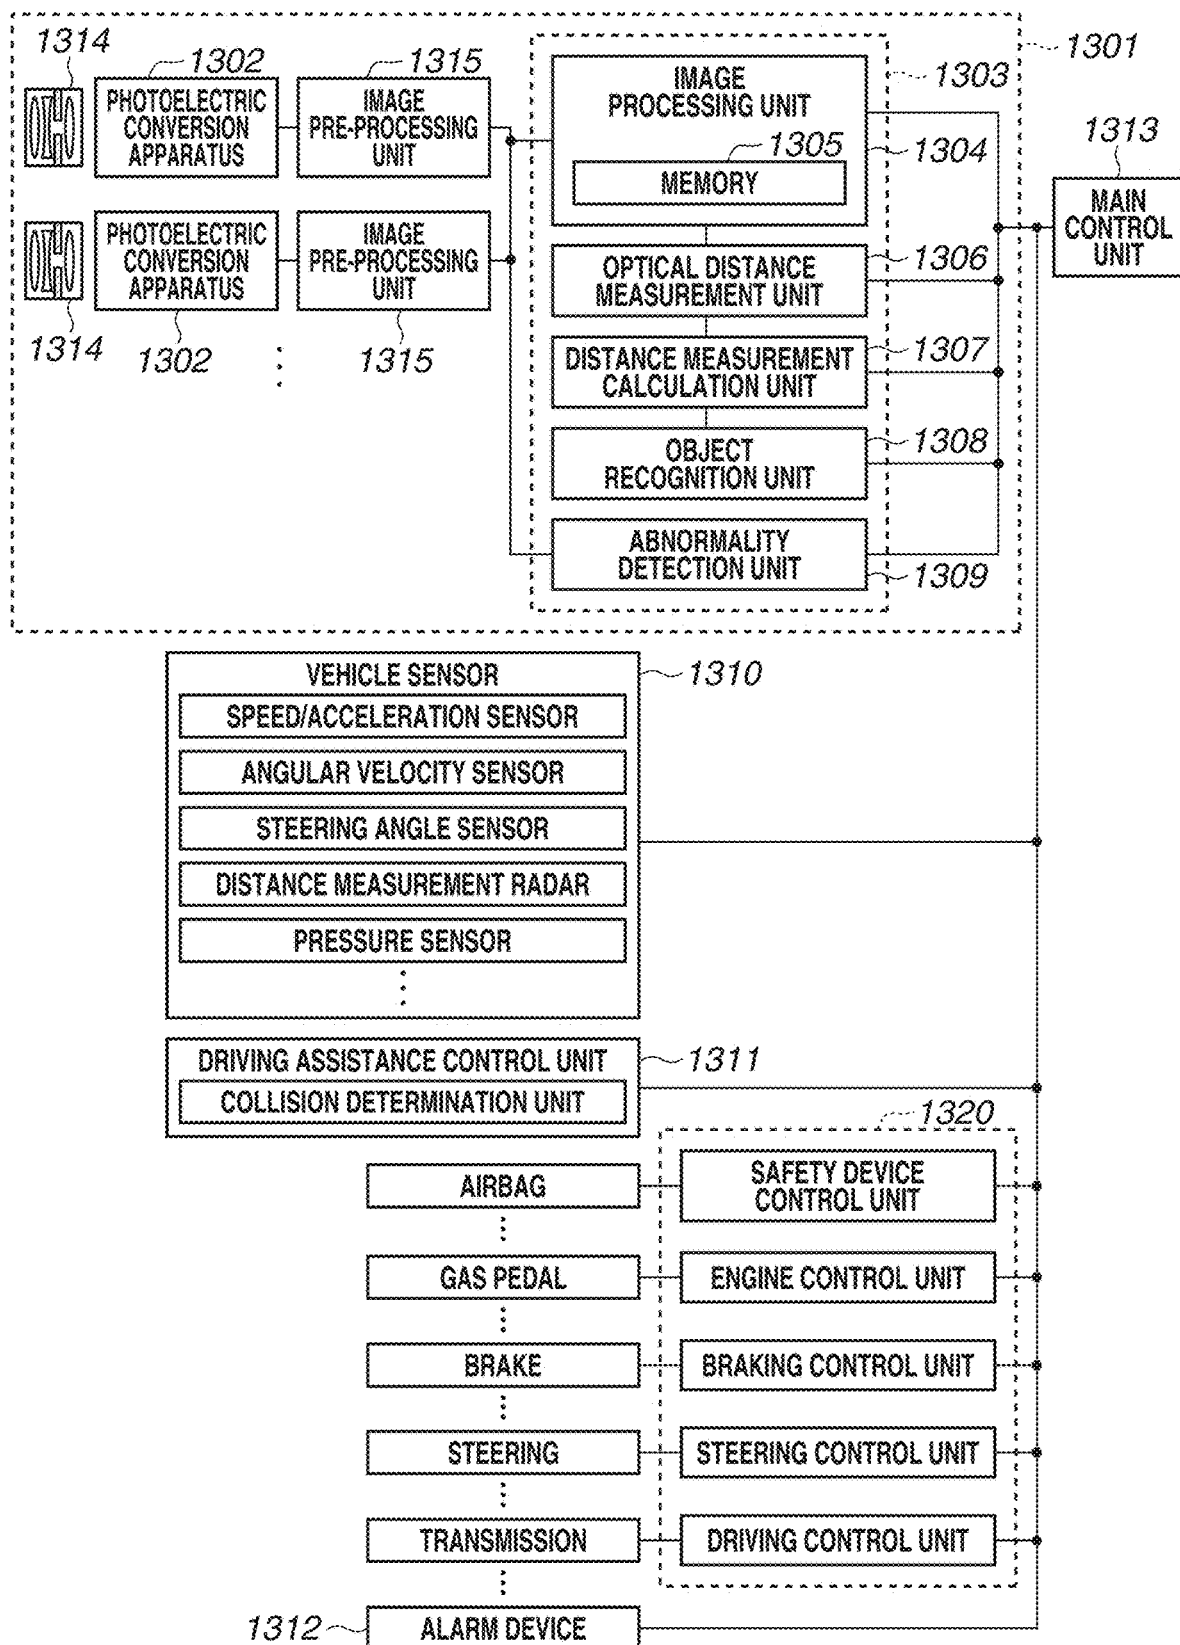 1314
1302
1315
1303
1301
PHOTOELECTRIC
CONVERSION
APPARATUS
IMAGE
PRE-PROCESSING
UNIT
IMAGE
PROCESSING UNIT
1304
1305
MEMORY
1313
MAIN
CONTROL
UNIT
PHOTOELECTRIC
CONVERSION
APPARATUS
IMAGE
PRE-PROCESSING
UNIT
1314
1302
1315
OPTICAL DISTANCE
MEASUREMENT UNIT
1306
DISTANCE MEASUREMENT
CALCULATION UNIT
1307
OBJECT
RECOGNITION UNIT
1308
ABNORMALITY
DETECTION UNIT
1309
VEHICLE SENSOR
1310
SPEED/ACCELERATION SENSOR
ANGULAR VELOCITY SENSOR
STEERING ANGLE SENSOR
DISTANCE MEASUREMENT RADAR
PRESSURE SENSOR
DRIVING ASSISTANCE CONTROL UNIT
1311
COLLISION DETERMINATION UNIT
1320
AIRBAG
SAFETY DEVICE
CONTROL UNIT
GAS PEDAL
ENGINE CONTROL UNIT
BRAKE
BRAKING CONTROL UNIT
STEERING
STEERING CONTROL UNIT
TRANSMISSION
DRIVING CONTROL UNIT
1312
ALARM DEVICE